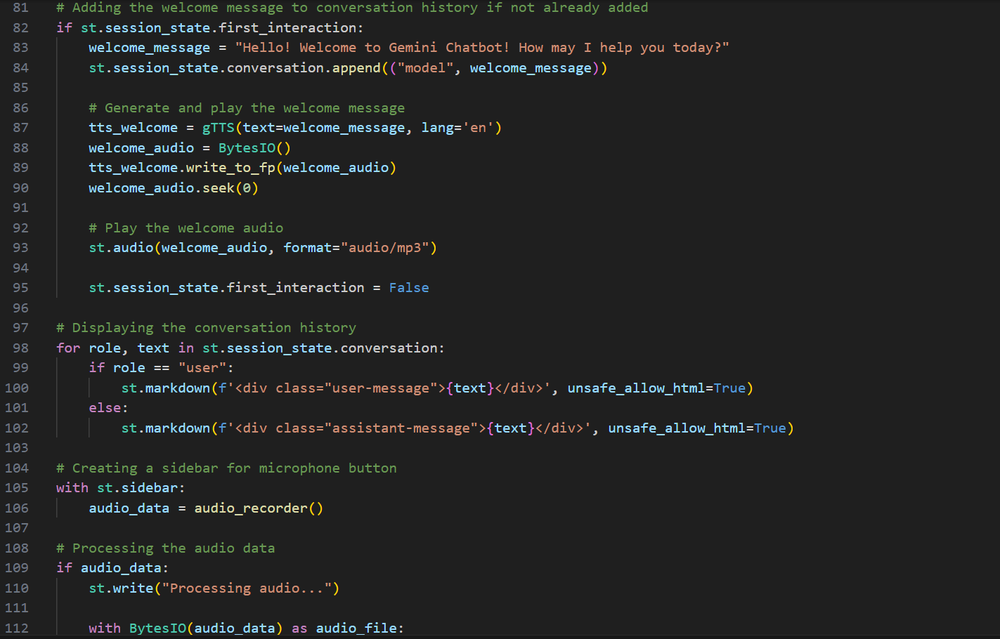 81 # Adding the welcome message to conversation history if not already added
82 if st.session_state.first_interaction:
83     welcome_message = "Hello! Welcome to Gemini Chatbot! How may I help you today?"
84     st.session_state.conversation.append(("model", welcome_message))
85
86     # Generate and play the welcome message
87     tts_welcome = gTTS(text=welcome_message, lang='en')
88     welcome_audio = BytesIO()
89     tts_welcome.write_to_fp(welcome_audio)
90     welcome_audio.seek(0)
91
92     # Play the welcome audio
93     st.audio(welcome_audio, format="audio/mp3")
94
95     st.session_state.first_interaction = False
96
97 # Displaying the conversation history
98 for role, text in st.session_state.conversation:
99     if role == "user":
100         st.markdown(f'<div class="user-message">{text}</div>', unsafe_allow_html=True)
101     else:
102         st.markdown(f'<div class="assistant-message">{text}</div>', unsafe_allow_html=True)
103
104 # Creating a sidebar for microphone button
105 with st.sidebar:
106     audio_data = audio_recorder()
107
108 # Processing the audio data
109 if audio_data:
110     st.write("Processing audio...")
111
112     with BytesIO(audio_data) as audio_file: